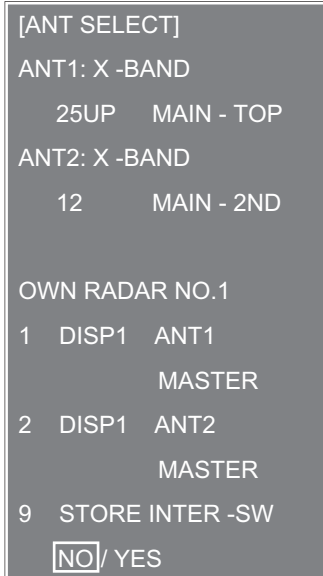 [ANT SELECT]
ANT1: X -BAND
25UP MAIN - TOP
ANT2: X -BAND
12 MAIN - 2ND
OWN RADAR NO.1
1 DISP1 ANT1
MASTER
2 DISP1 ANT2
MASTER
9 STORE INTER -SW
NO / YES